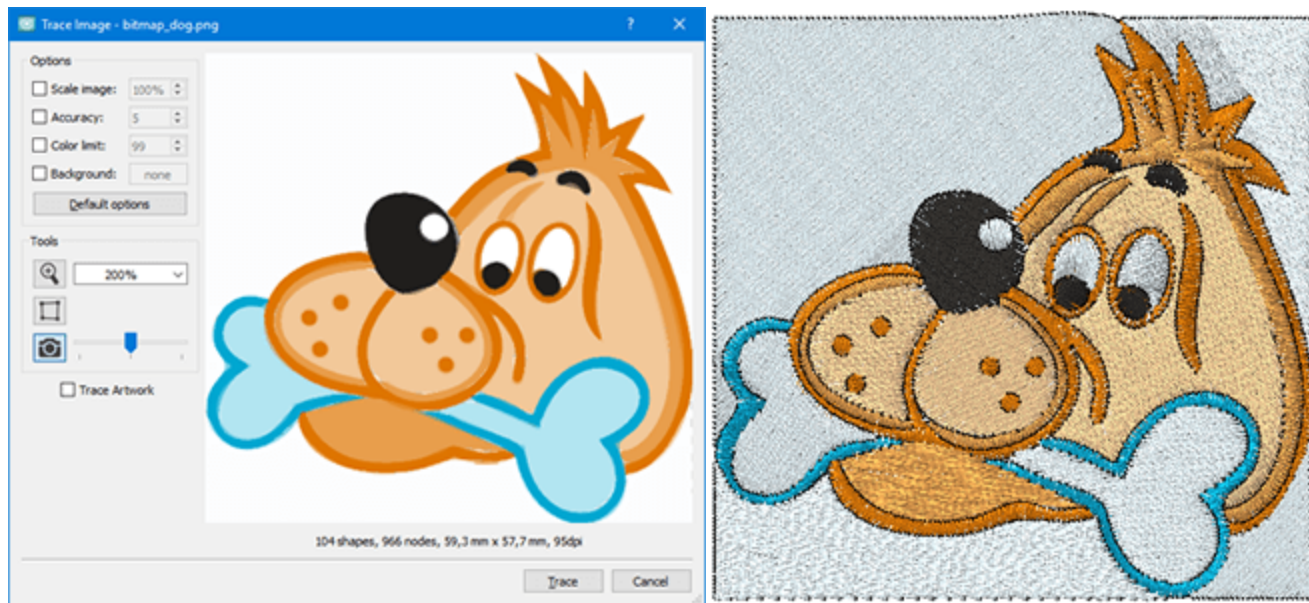 Trace Image - bitmap_dog.png
?
Options
Scale image: 100%
Accuracy: 5
Color limit: 99
Background: none
Default options
Tools
200%
Trace Artwork
104 shapes, 966 nodes, 59,3 mm x 57,7 mm, 95dpi
Trace Cancel